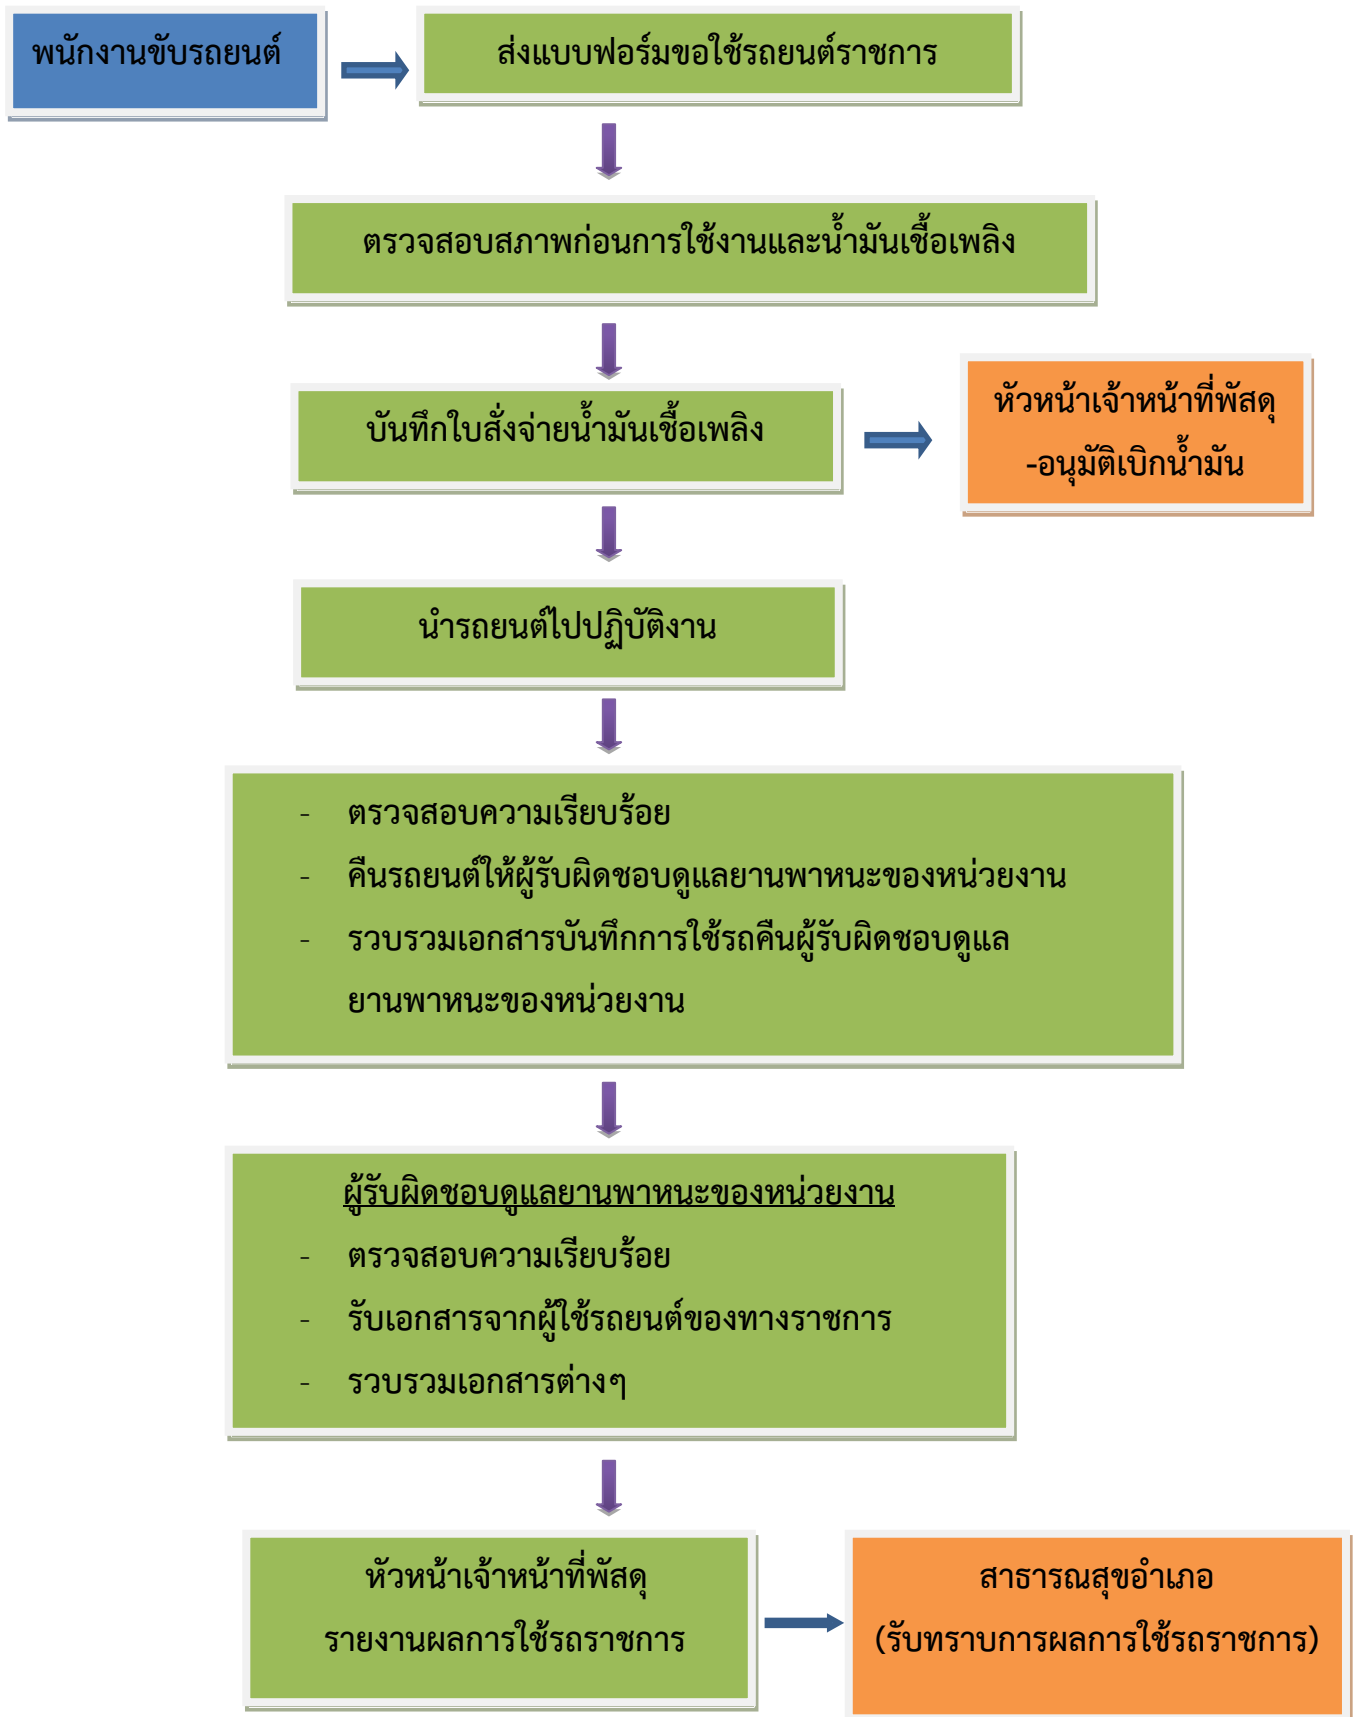 พนักงานขับรถยนต์
ส่งแบบฟอร์มขอใช้รถยนต์ราชการ
ตรวจสอบสภาพก่อนการใช้งานและน้ำมันเชื้อเพลิง
บันทึกใบสั่งจ่ายน้ำมันเชื้อเพลิง
หัวหน้าเจ้าหน้าที่พัสดุ
-อนุมัติเบิกน้ำมัน
นำรถยนต์ไปปฏิบัติงาน
- ตรวจสอบความเรียบร้อย
- คืนรถยนต์ให้ผู้รับผิดชอบดูแลยานพาหนะของหน่วยงาน
- รวบรวมเอกสารบันทึกการใช้รถคืนผู้รับผิดชอบดูแล
ยานพาหนะของหน่วยงาน
ผู้รับผิดชอบดูแลยานพาหนะของหน่วยงาน
- ตรวจสอบความเรียบร้อย
- รับเอกสารจากผู้ใช้รถยนต์ของทางราชการ
- รวบรวมเอกสารต่างๆ
หัวหน้าเจ้าหน้าที่พัสดุ
รายงานผลการใช้รถราชการ
สาธารณสุขอำเภอ
(รับทราบการผลการใช้รถราชการ)